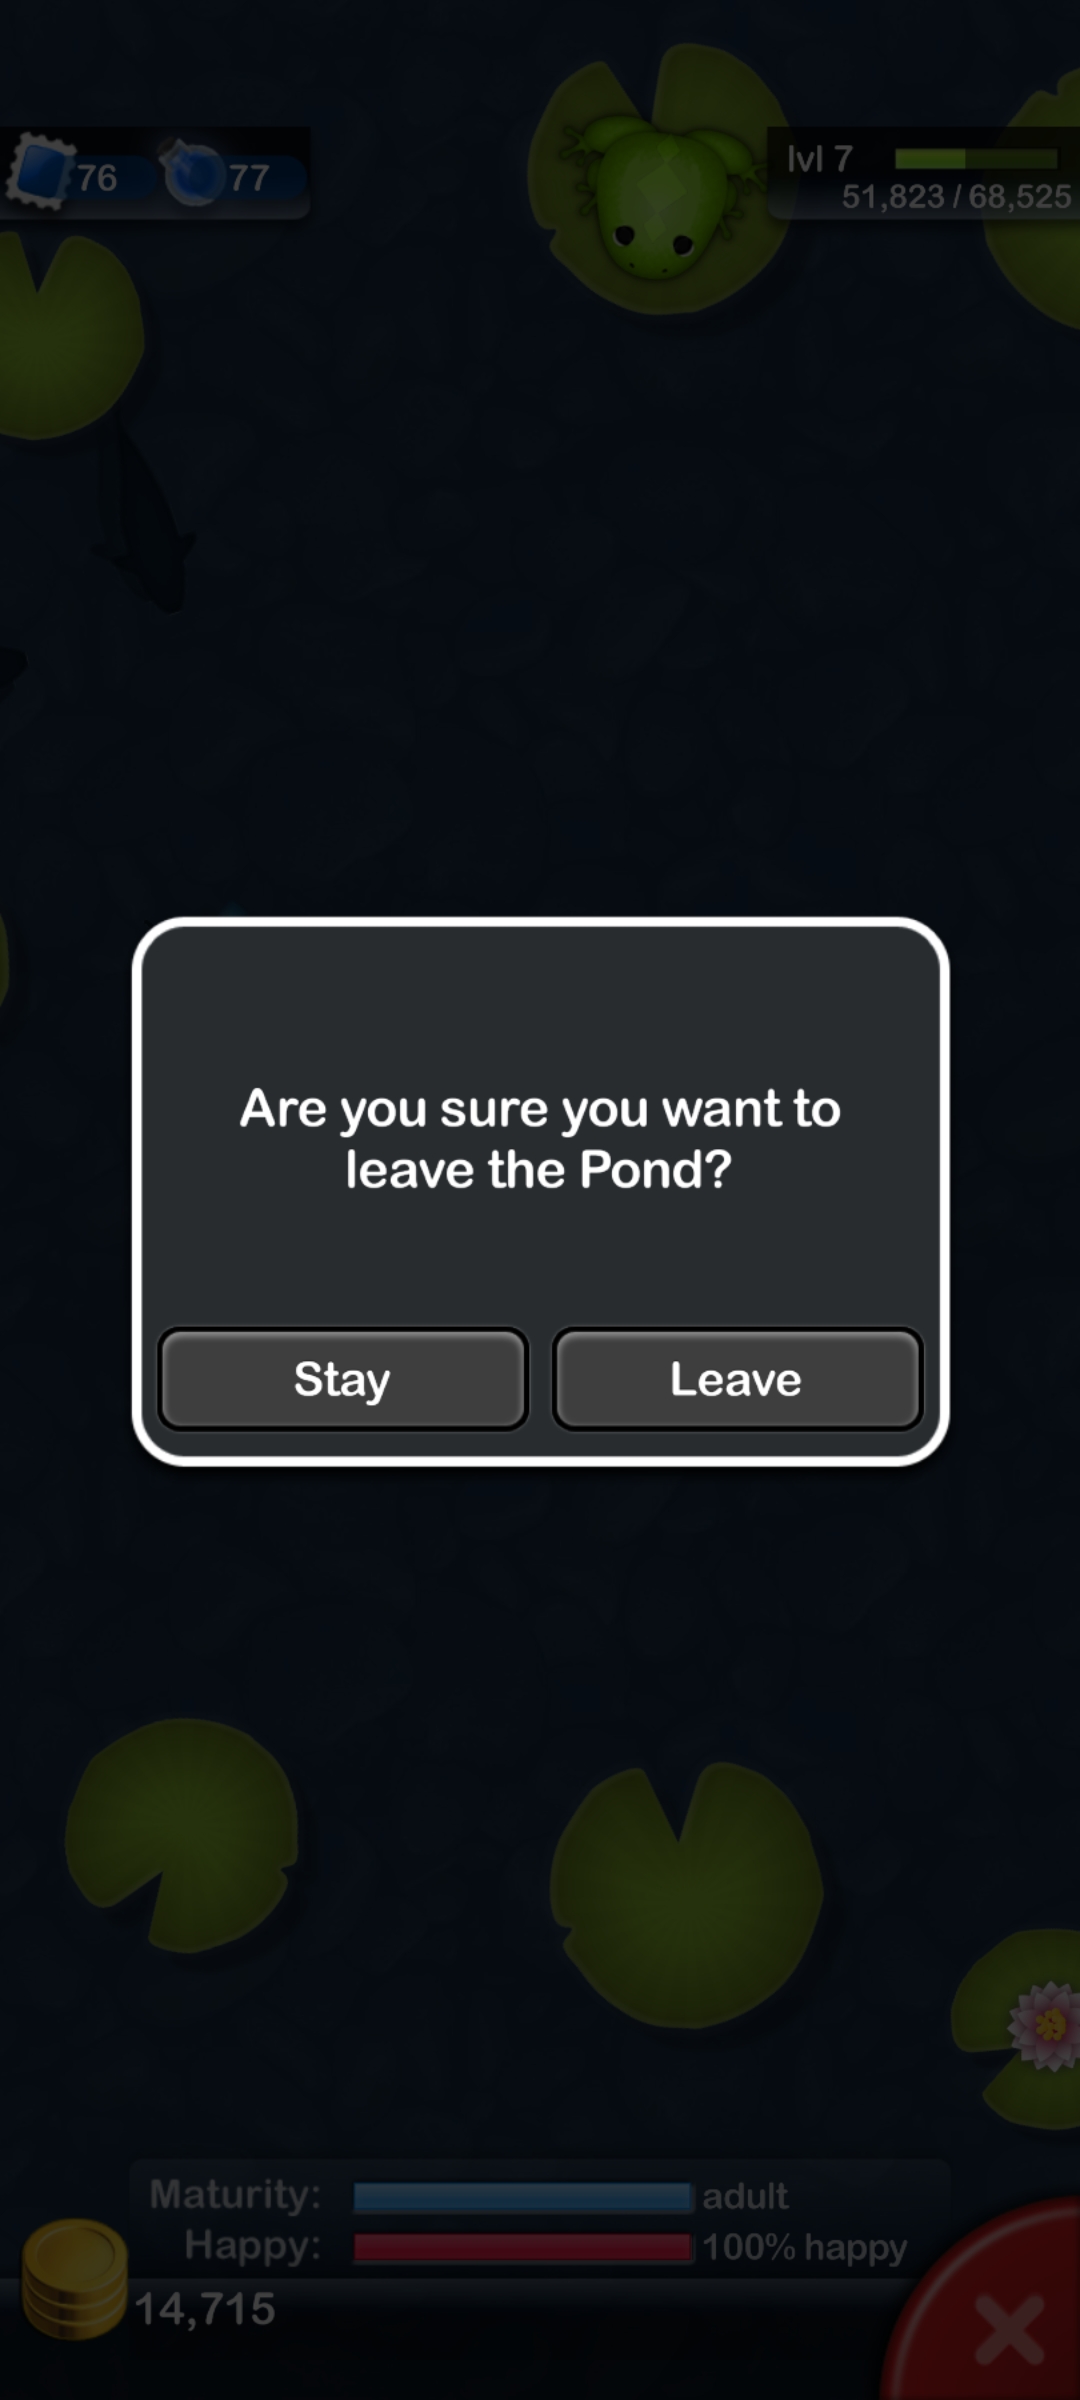 76 77
lvl 7
51,823 / 68,525
Are you sure you want to
leave the Pond?
Stay Leave
Maturity: adult
Happy: 100% happy
14,715